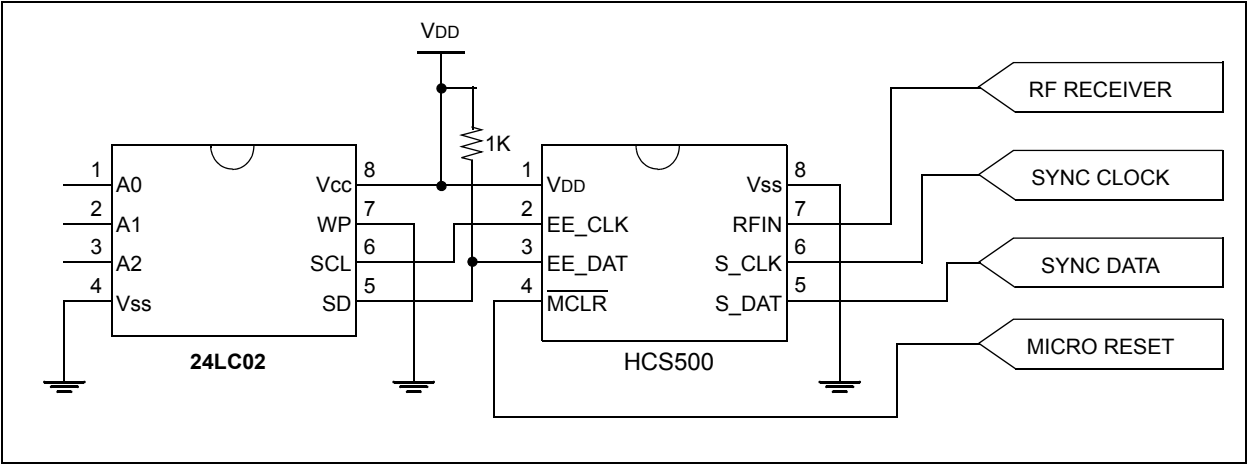 VDD
1K
1 A0
2 A1
3 A2
4 Vss
8 Vcc
7 WP
6 SCL
5 SD
24LC02
1 VDD
2 EE_CLK
3 EE_DAT
4 MCLR
8 Vss
7 RFIN
6 S_CLK
5 S_DAT
HCS500
RF RECEIVER
SYNC CLOCK
SYNC DATA
MICRO RESET